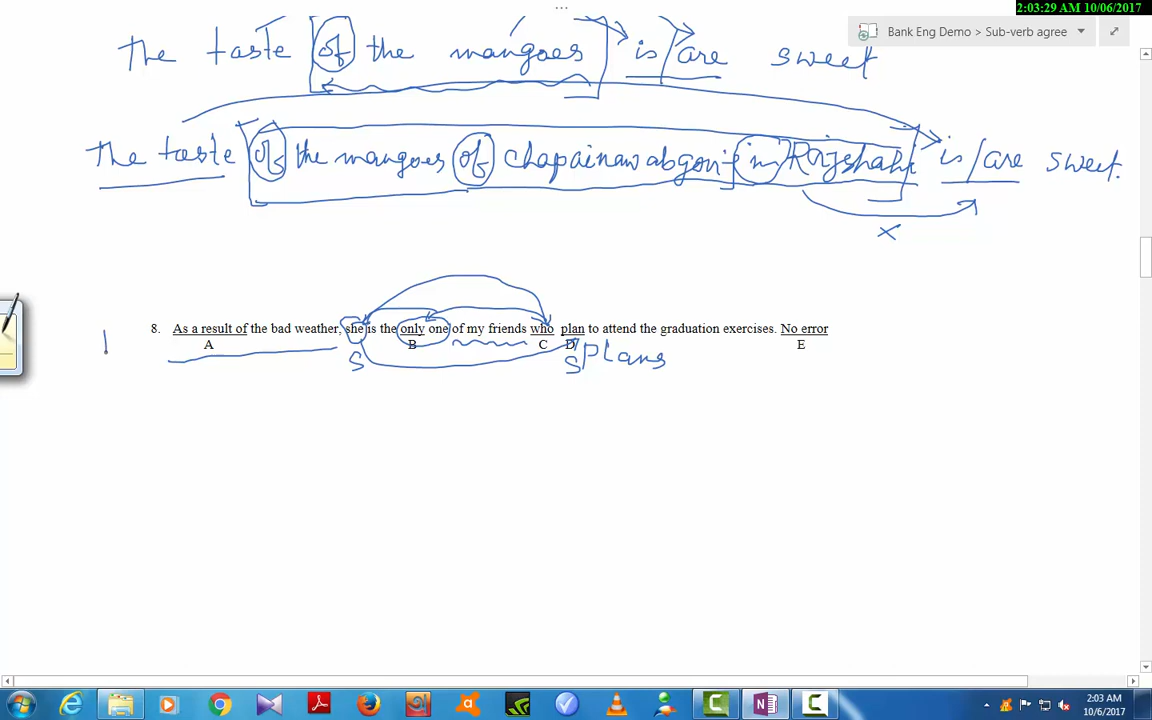 2:03:29 AM 10/06/2017
Bank Eng Demo > Sub-verb agree
The taste of the mangoes is/are sweet
The taste of the mangoes of chapainawabgonj in Rajshahi is/are sweet.
x
8. As a result of the bad weather, she is the only one of my friends who plan to attend the graduation exercises. No error
A B C D E
S S plans
2:03 AM
10/6/2017